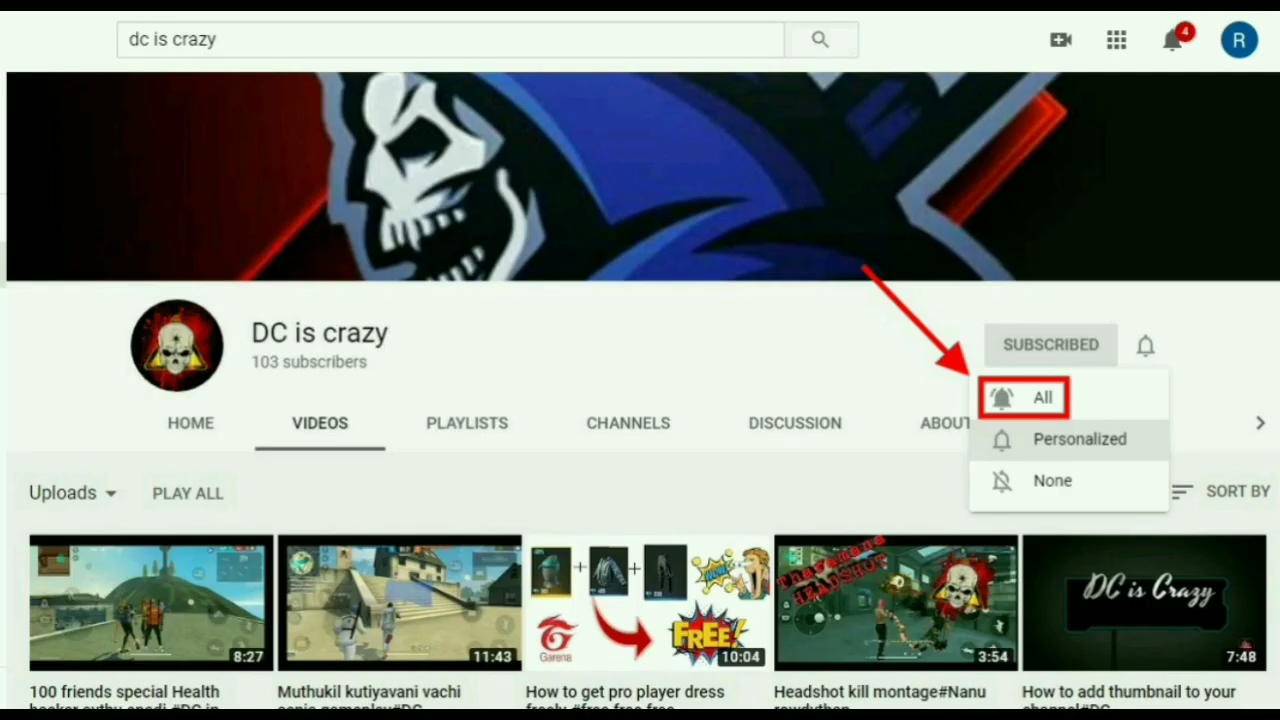 dc is crazy
4
R
DC is crazy
103 subscribers
SUBSCRIBED
All
Personalized
None
HOME
VIDEOS
PLAYLISTS
CHANNELS
DISCUSSION
ABOUT
Uploads
PLAY ALL
SORT BY
8:27
11:43
+ +
WOW!
Garena
FREE!
10:04
HEADSHOT
3:54
DC is Crazy
7:48
100 friends special Health
Muthukil kutiyavani vachi
How to get pro player dress
Headshot kill montage#Nanu
How to add thumbnail to your